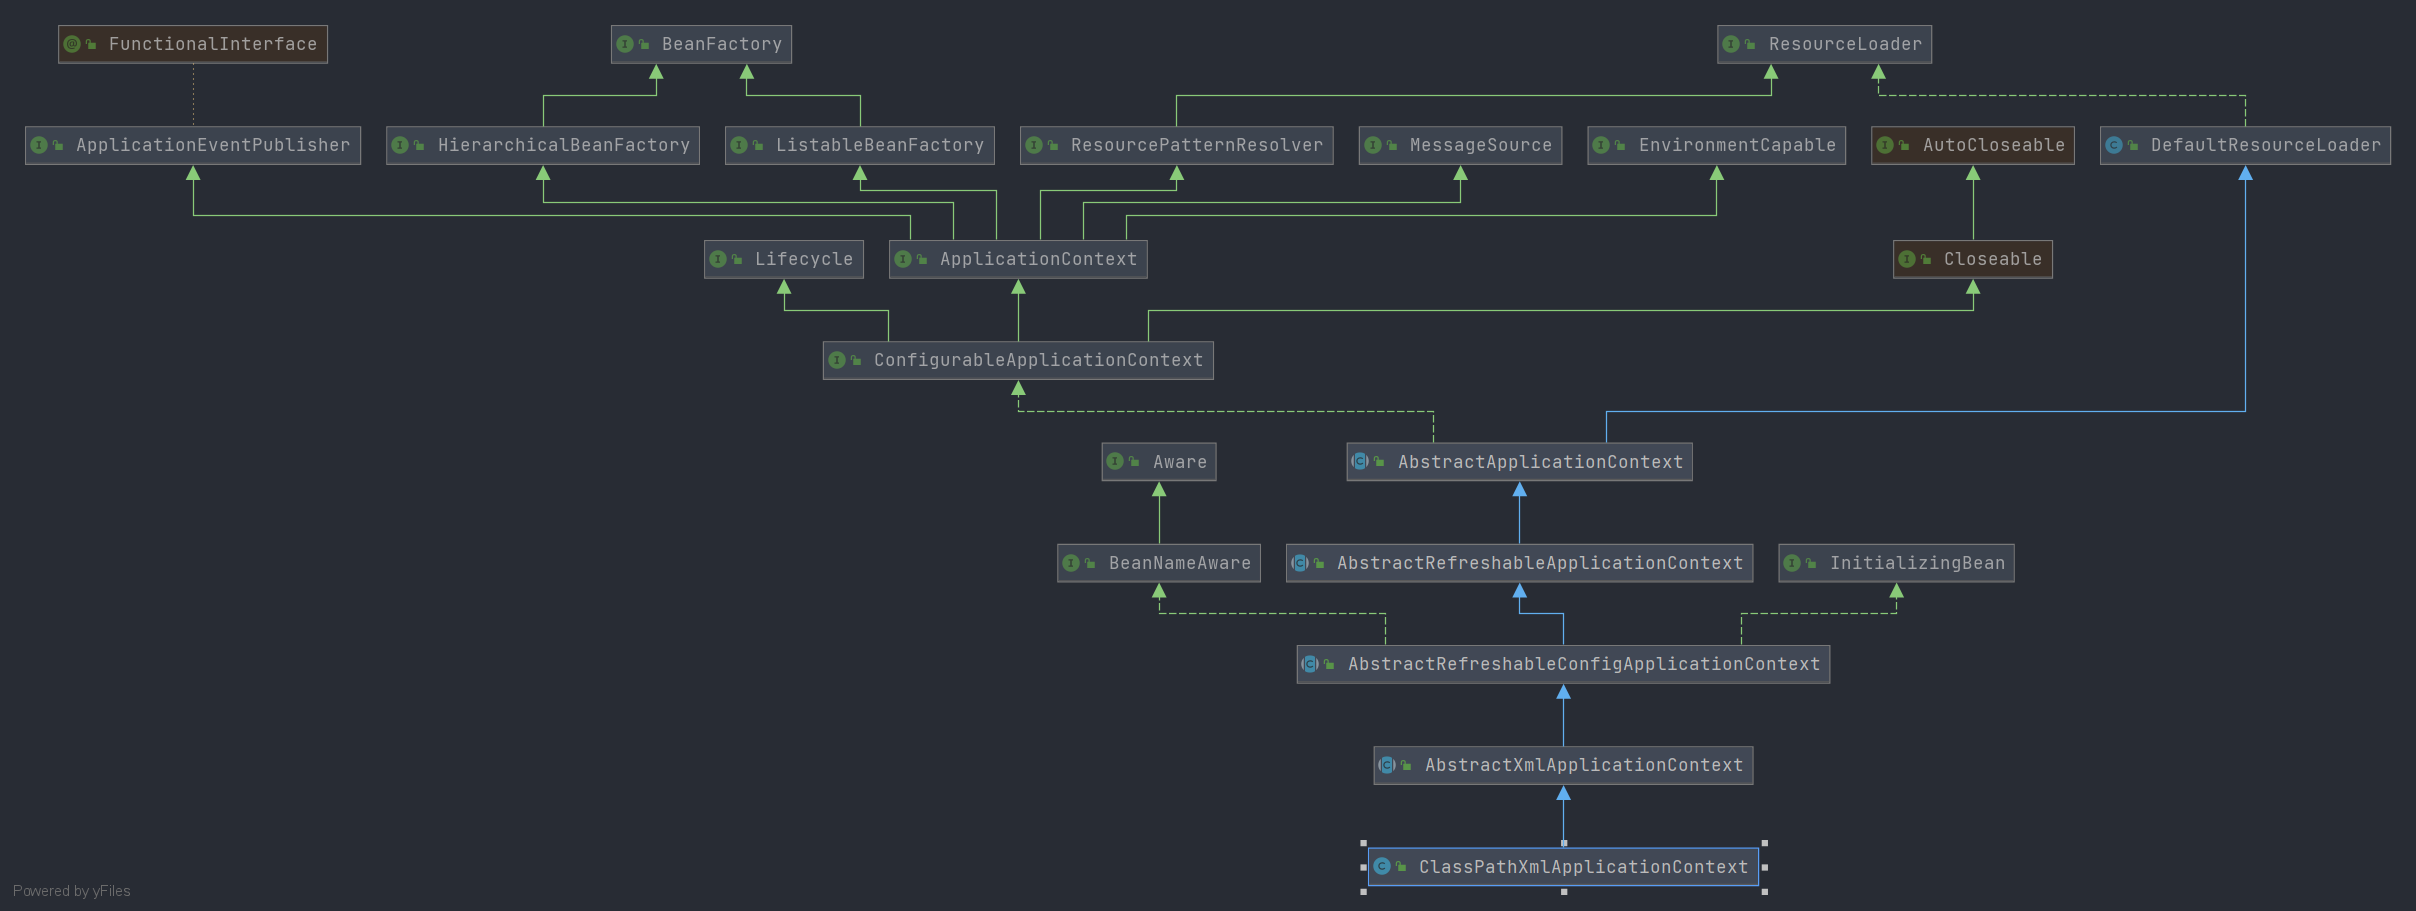 FunctionalInterface
BeanFactory
ResourceLoader
ApplicationEventPublisher
HierarchicalBeanFactory
ListableBeanFactory
ResourcePatternResolver
MessageSource
EnvironmentCapable
AutoCloseable
DefaultResourceLoader
Lifecycle
ApplicationContext
Closeable
ConfigurableApplicationContext
Aware
AbstractApplicationContext
BeanNameAware
AbstractRefreshableApplicationContext
InitializingBean
AbstractRefreshableConfigApplicationContext
AbstractXmlApplicationContext
ClassPathXmlApplicationContext
Powered by yFiles